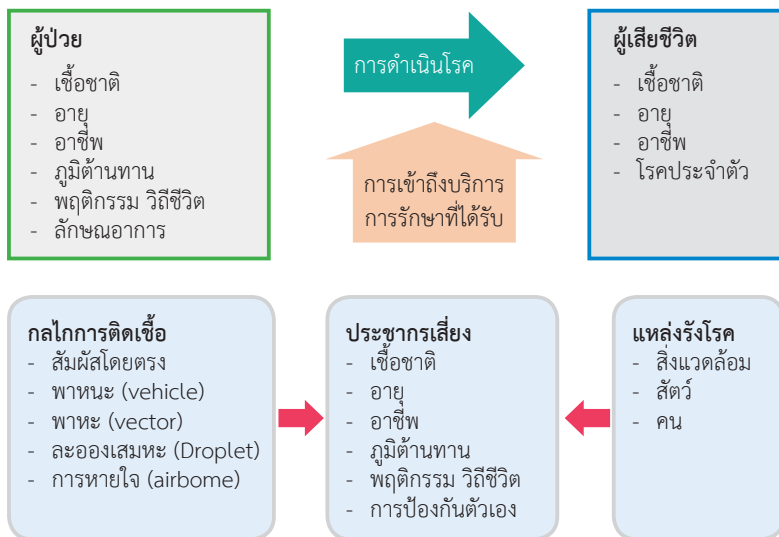 ผู้ป่วย
- เชื้อชาติ
- อายุ
- อาชีพ
- ภูมิต้านทาน
- พฤติกรรม วิถีชีวิต
- ลักษณอาการ
การดำเนินโรค
การเข้าถึงบริการ
การรักษาที่ได้รับ
ผู้เสียชีวิต
- เชื้อชาติ
- อายุ
- อาชีพ
- โรคประจำตัว
กลไกการติดเชื้อ
- สัมผัสโดยตรง
- พาหนะ (vehicle)
- พาหะ (vector)
- ละอองเสมหะ (Droplet)
- การหายใจ (airbome)
ประชากรเสี่ยง
- เชื้อชาติ
- อายุ
- อาชีพ
- ภูมิต้านทาน
- พฤติกรรม วิถีชีวิต
- การป้องกันตัวเอง
แหล่งรังโรค
- สิ่งแวดล้อม
- สัตว์
- คน